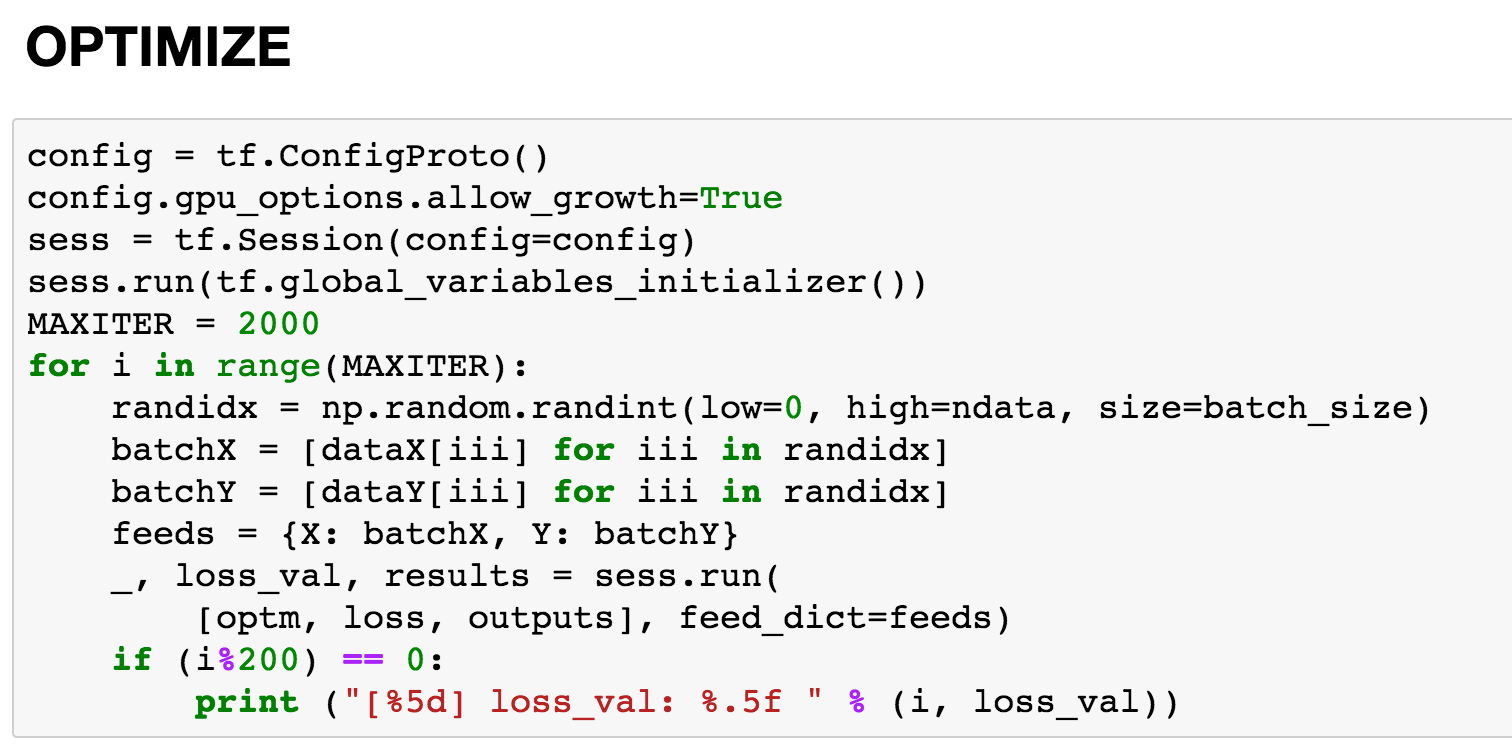 OPTIMIZE
config = tf.ConfigProto()
config.gpu_options.allow_growth=True
sess = tf.Session(config=config)
sess.run(tf.global_variables_initializer())
MAXITER = 2000
for i in range(MAXITER):
    randidx = np.random.randint(low=0, high=ndata, size=batch_size)
    batchX = [dataX[iii] for iii in randidx]
    batchY = [dataY[iii] for iii in randidx]
    feeds = {X: batchX, Y: batchY}
    _, loss_val, results = sess.run(
        [optm, loss, outputs], feed_dict=feeds)
    if (i%200) == 0:
        print ("[%5d] loss_val: %.5f " % (i, loss_val))